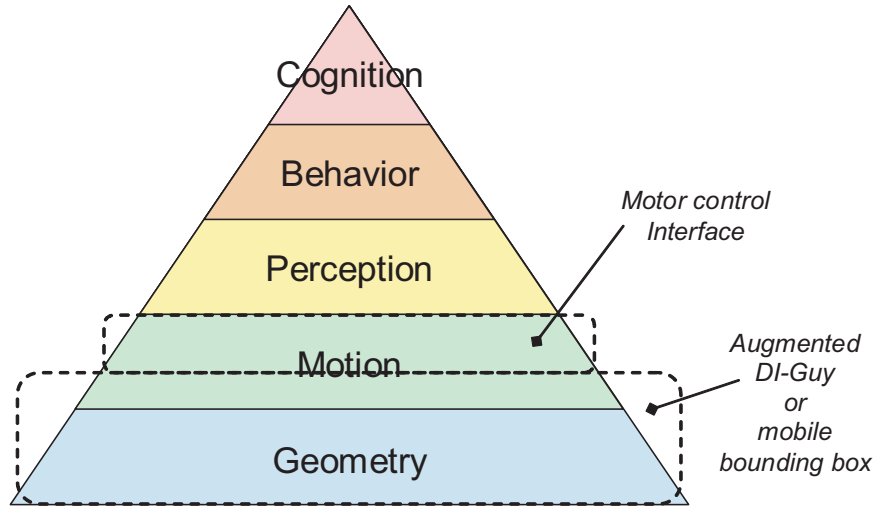 Cognition
Behavior
Motor control
Interface
Perception
Motion
Augmented
DI-Guy
or
mobile
bounding box
Geometry